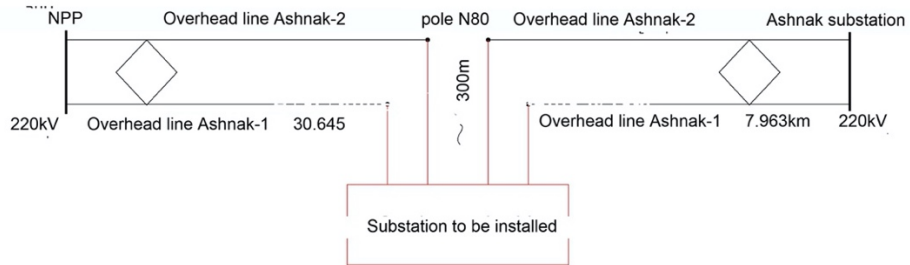 NPP
Overhead line Ashnak-2
pole N80
Overhead line Ashnak-2
Ashnak substation
~ 300m
220kV
Overhead line Ashnak-1
30.645
Overhead line Ashnak-1
7.963km
220kV
Substation to be installed